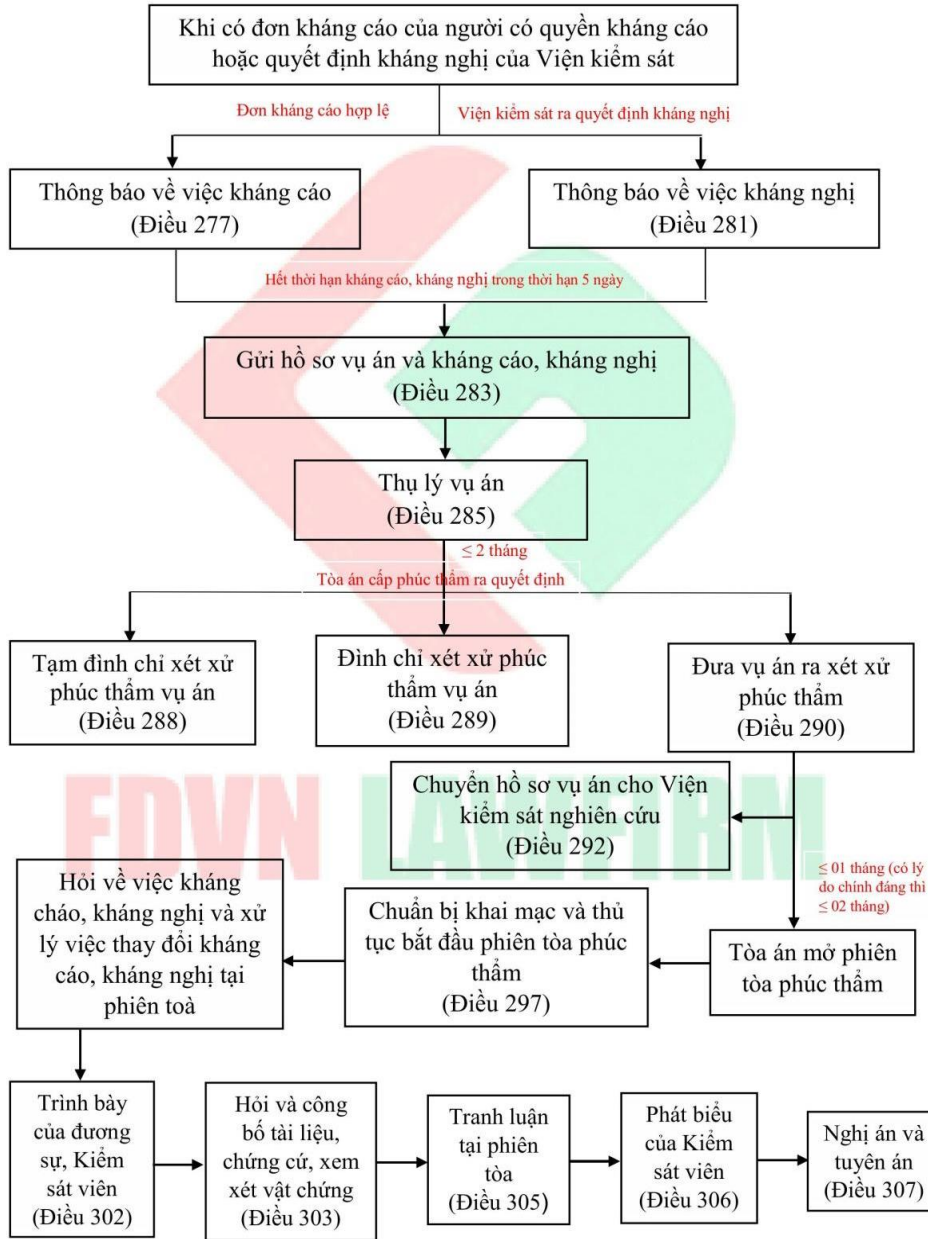 Khi có đơn kháng cáo của người có quyền kháng cáo
hoặc quyết định kháng nghị của Viện kiểm sát
Đơn kháng cáo hợp lệ
Viện kiểm sát ra quyết định kháng nghị
Thông báo về việc kháng cáo
(Điều 277)
Thông báo về việc kháng nghị
(Điều 281)
Hết thời hạn kháng cáo, kháng nghị trong thời hạn 5 ngày
Gửi hồ sơ vụ án và kháng cáo, kháng nghị
(Điều 283)
Thụ lý vụ án
(Điều 285)
≤ 2 tháng
Tòa án cấp phúc thẩm ra quyết định
Tạm đình chỉ xét xử
phúc thẩm vụ án
(Điều 288)
Đình chỉ xét xử phúc
thẩm vụ án
(Điều 289)
Đưa vụ án ra xét xử
phúc thẩm
(Điều 290)
Chuyển hồ sơ vụ án cho Viện
kiểm sát nghiên cứu
(Điều 292)
FDVN LAWFIRM
≤ 01 tháng (có lý
do chính đáng thì
≤ 02 tháng)
Tòa án mở phiên
tòa phúc thẩm
Chuẩn bị khai mạc và thủ
tục bắt đầu phiên tòa phúc
thẩm
(Điều 297)
Hỏi về việc kháng
cháo, kháng nghị và xử
lý việc thay đổi kháng
cáo, kháng nghị tại
phiên toà
Trình bày
của đương
sự, Kiểm
sát viên
(Điều 302)
Hỏi và công
bố tài liệu,
chứng cứ, xem
xét vật chứng
(Điều 303)
Tranh luận
tại phiên
tòa
(Điều 305)
Phát biểu
của Kiểm
sát viên
(Điều 306)
Nghị án và
tuyên án
(Điều 307)